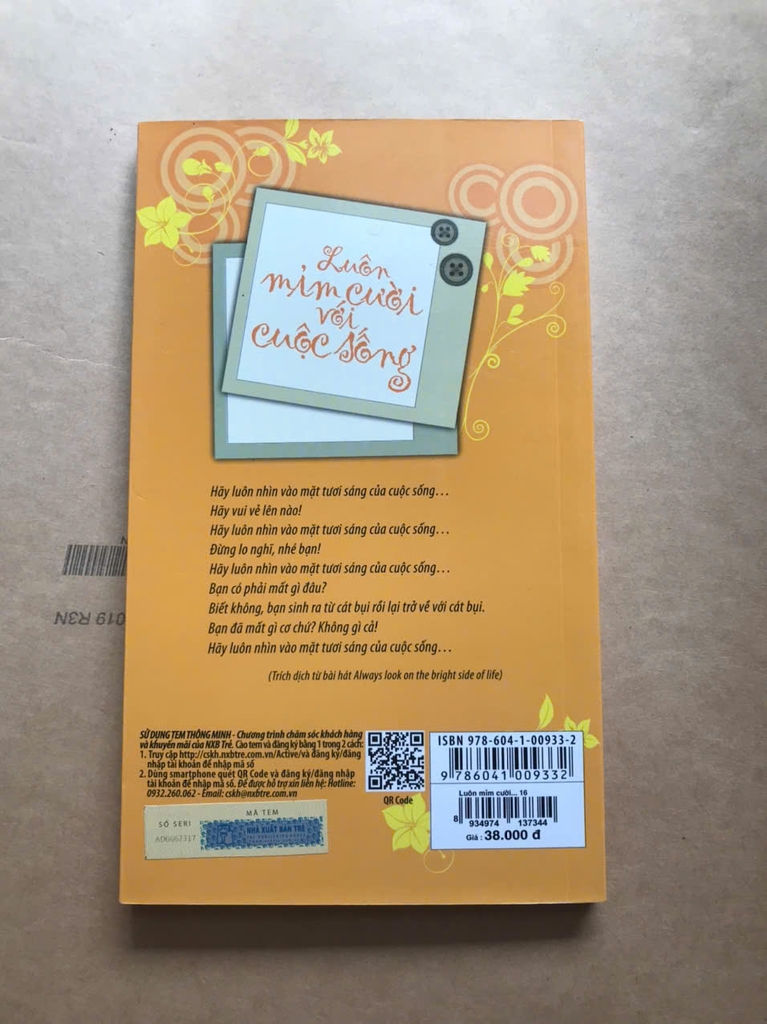 Luôn
mỉm cười
với
cuộc sống
Hãy luôn nhìn vào mặt tươi sáng của cuộc sống...
Hãy vui vẻ lên nào!
Hãy luôn nhìn vào mặt tươi sáng của cuộc sống...
Đừng lo nghĩ, nhé bạn!
Hãy luôn nhìn vào mặt tươi sáng của cuộc sống...
Bạn có phải mất gì đâu?
Biết không, bạn sinh ra từ cát bụi rồi lại trở về với cát bụi.
Bạn đã mất gì cơ chứ? Không gì cả!
Hãy luôn nhìn vào mặt tươi sáng của cuộc sống...
(Trích dịch từ bài hát Always look on the bright side of life)
SỬ DỤNG TEM THÔNG MINH - Chương trình chăm sóc khách hàng
và khuyến mãi của NXB Trẻ. Cào tem và đăng ký bằng 1 trong 2 cách:
1. Truy cập http://cskh.nxbtre.com.vn/Active/và đăng ký/đăng
nhập tài khoản để nhập mã số
2. Dùng smartphone quét QR Code và đăng ký/đăng nhập
tài khoản để nhập mã số. Để được hỗ trợ xin liên hệ: Hotline:
0932.260.062 - Email: cskh@nxbtre.com.vn
QR Code
MÃ TEM
SỐ SERI
NHÀ XUẤT BẢN TRẺ
ISBN 978-604-1-00933-2
9 786041 009332
Luôn mỉm cười... 16
8 934974 137344
Giá : 38.000 đ
019 R3N